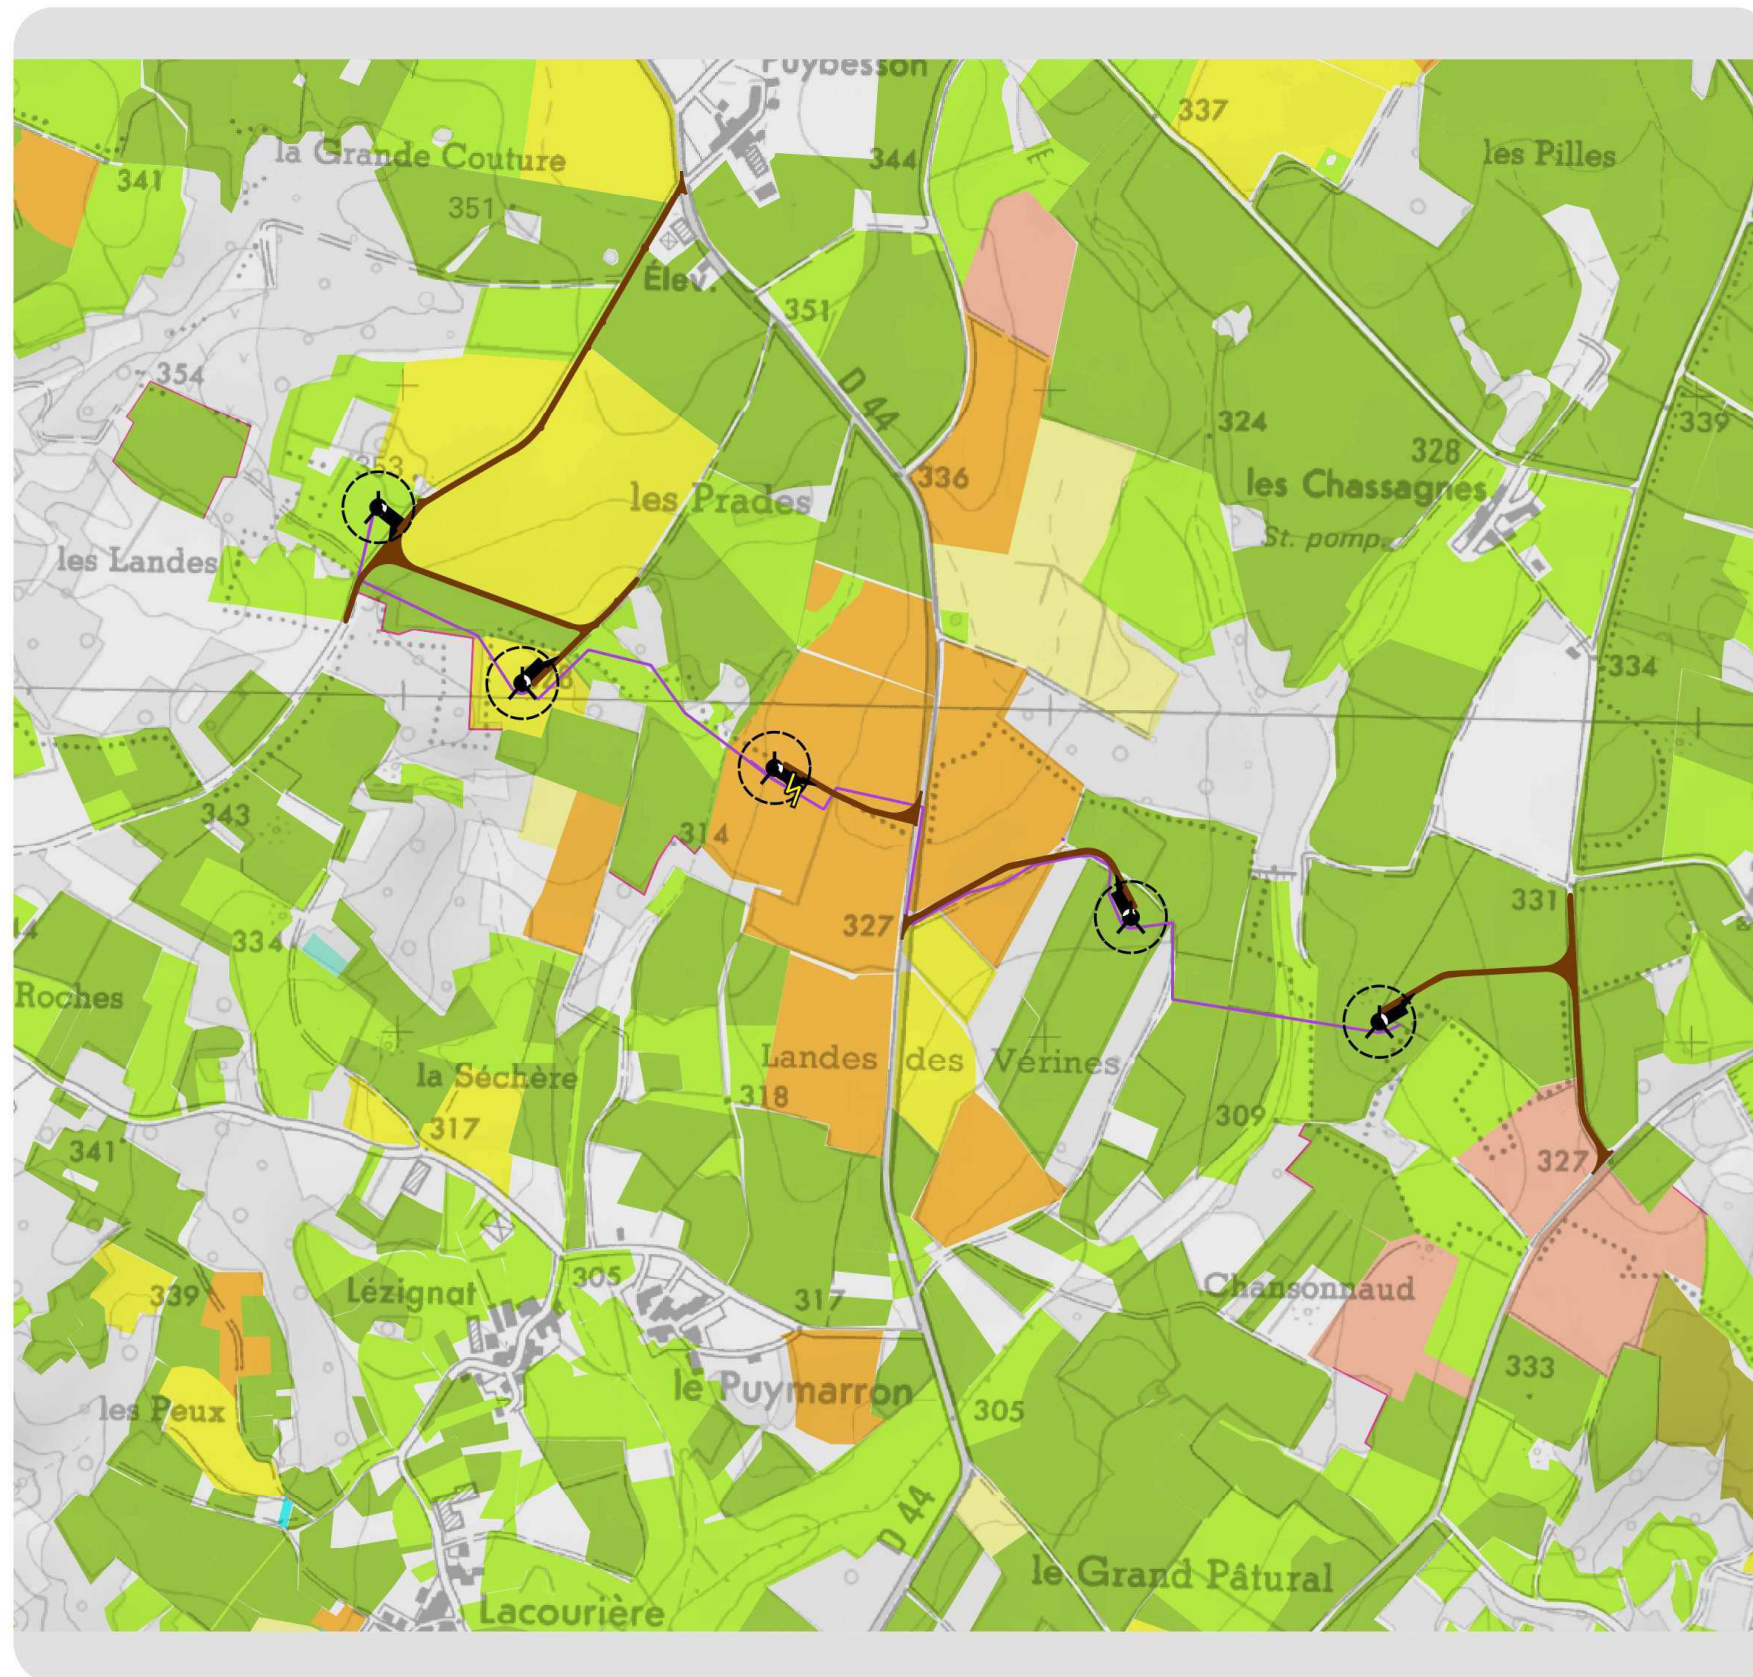 Puybesson
337
la Grande Couture
344
les Pilles
341
351
Élev.
351
354
D 44
324
339
328
353
336
les Chassagnes
les Prades
St. pomp.
les Landes
334
343
314
331
327
334
Roches
Landes des Vérines
la Séchère
318
317
309
341
327
305
Lézignat
Chansonnaud
339
317
333
le Puymarron
305
les Peux
D 44
le Grand Pâtural
Lacourière